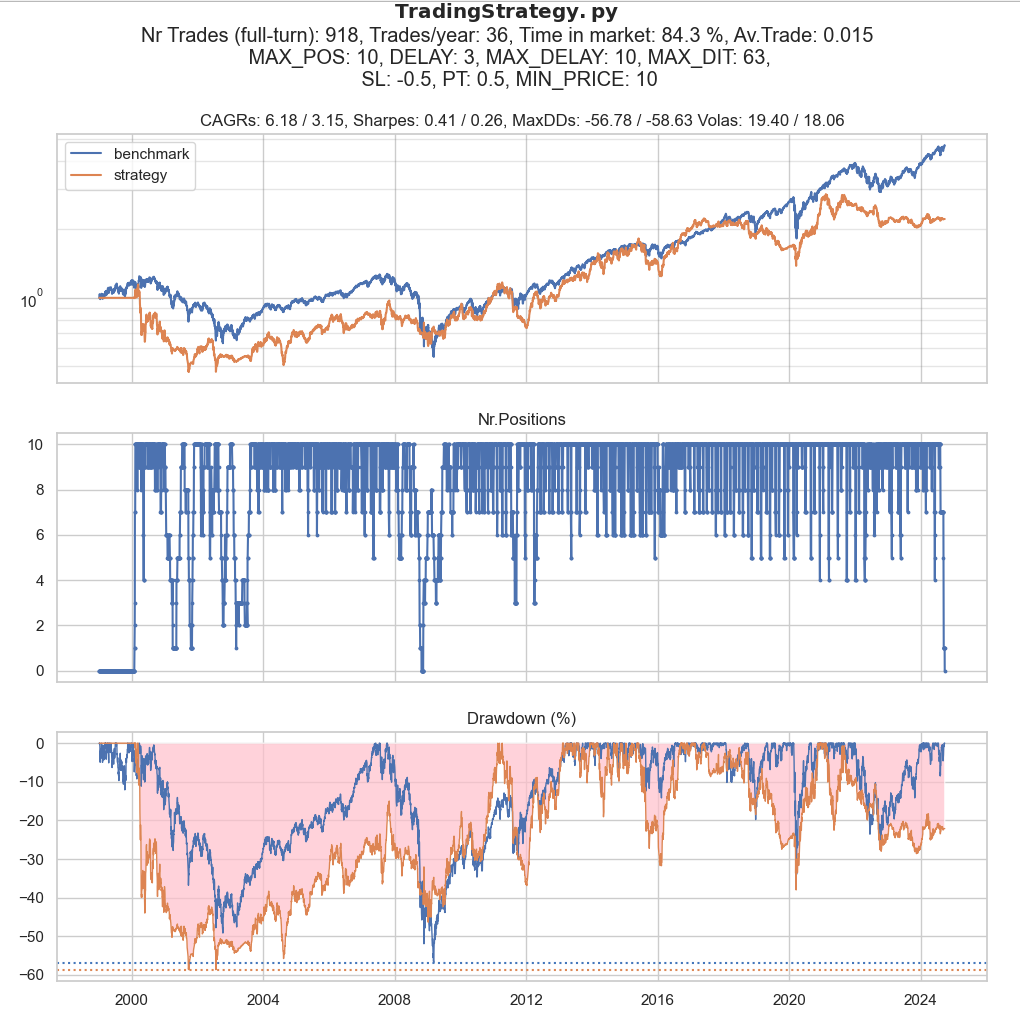 TradingStrategy.py
Nr Trades (full-turn): 918, Trades/year: 36, Time in market: 84.3 %, Av.Trade: 0.015
MAX_POS: 10, DELAY: 3, MAX_DELAY: 10, MAX_DIT: 63,
SL: -0.5, PT: 0.5, MIN_PRICE: 10
CAGRs: 6.18 / 3.15, Sharpes: 0.41 / 0.26, MaxDDs: -56.78 / -58.63 Volas: 19.40 / 18.06
benchmark
strategy
10⁰
Nr.Positions
10
8
6
4
2
0
Drawdown (%)
0
−10
−20
−30
−40
−50
−60
2000 2004 2008 2012 2016 2020 2024